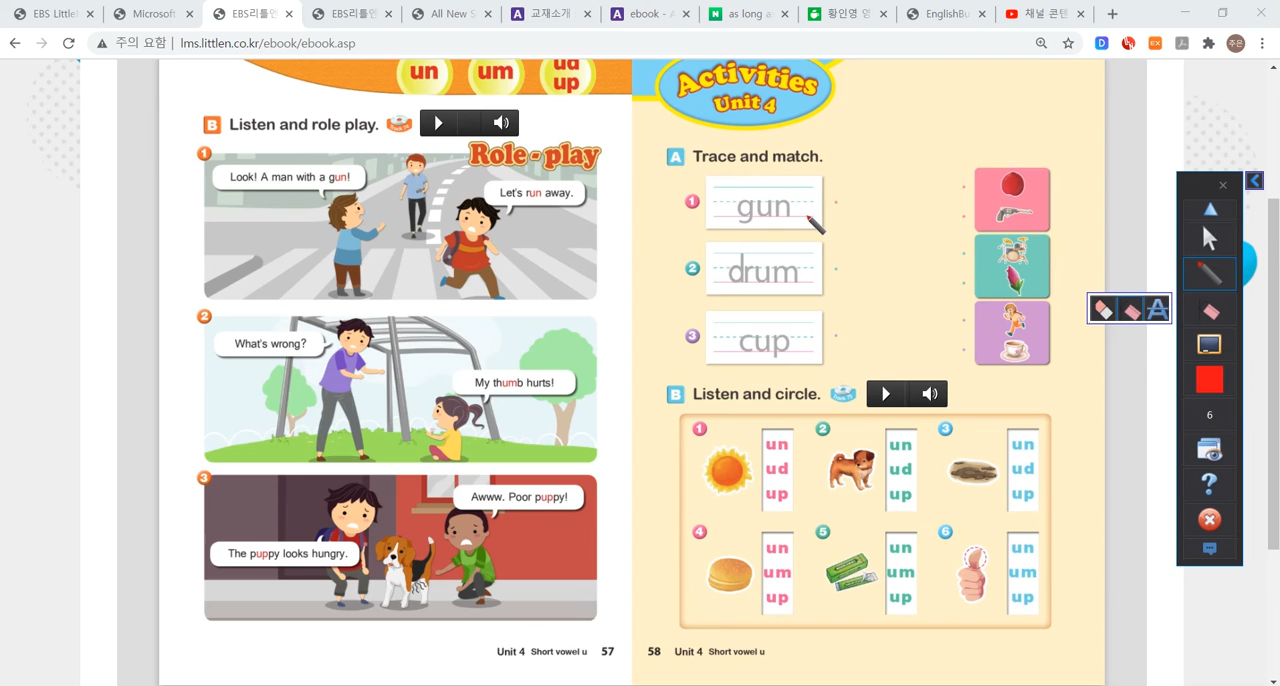 EBS Little
Microsoft
EBS리틀엔
EBS리틀엔
All New S
교재소개
ebook - A
as long a
황인영 영
EnglishBu
채널 콘텐
주의 요함
lms.littlen.co.kr/ebook/ebook.asp
주은
un um ud
up
B Listen and role play.
1
Role-play
Look! A man with a gun!
Let's run away.
2
What's wrong?
My thumb hurts!
3
Awww. Poor puppy!
The puppy looks hungry.
Unit 4 Short vowel u 57
Activities
Unit 4
A Trace and match.
1 gun
2 drum
3 cup
B Listen and circle.
1
un
ud
up
2
un
ud
up
3
un
ud
up
4
un
um
up
5
un
um
up
6
un
um
up
58 Unit 4 Short vowel u
A
6
?